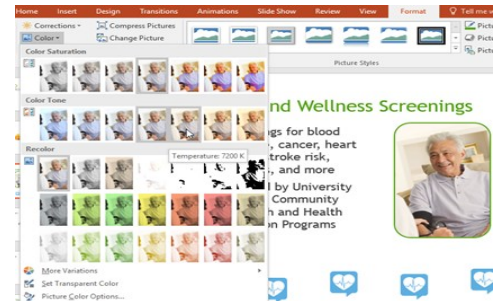 Home Insert Design Transitions Animations Slide Show Review View Format Tell me w
Corrections Compress Pictures
Color Change Picture
Picture Styles
Color Saturation
Color Tone
Temperature: 7200 K
Recolor
More Variations
Set Transparent Color
Picture Color Options...
nd Wellness Screenings
gs for blood
, cancer, heart
troke risk,
, and more
l by University
Community
h and Health
on Programs